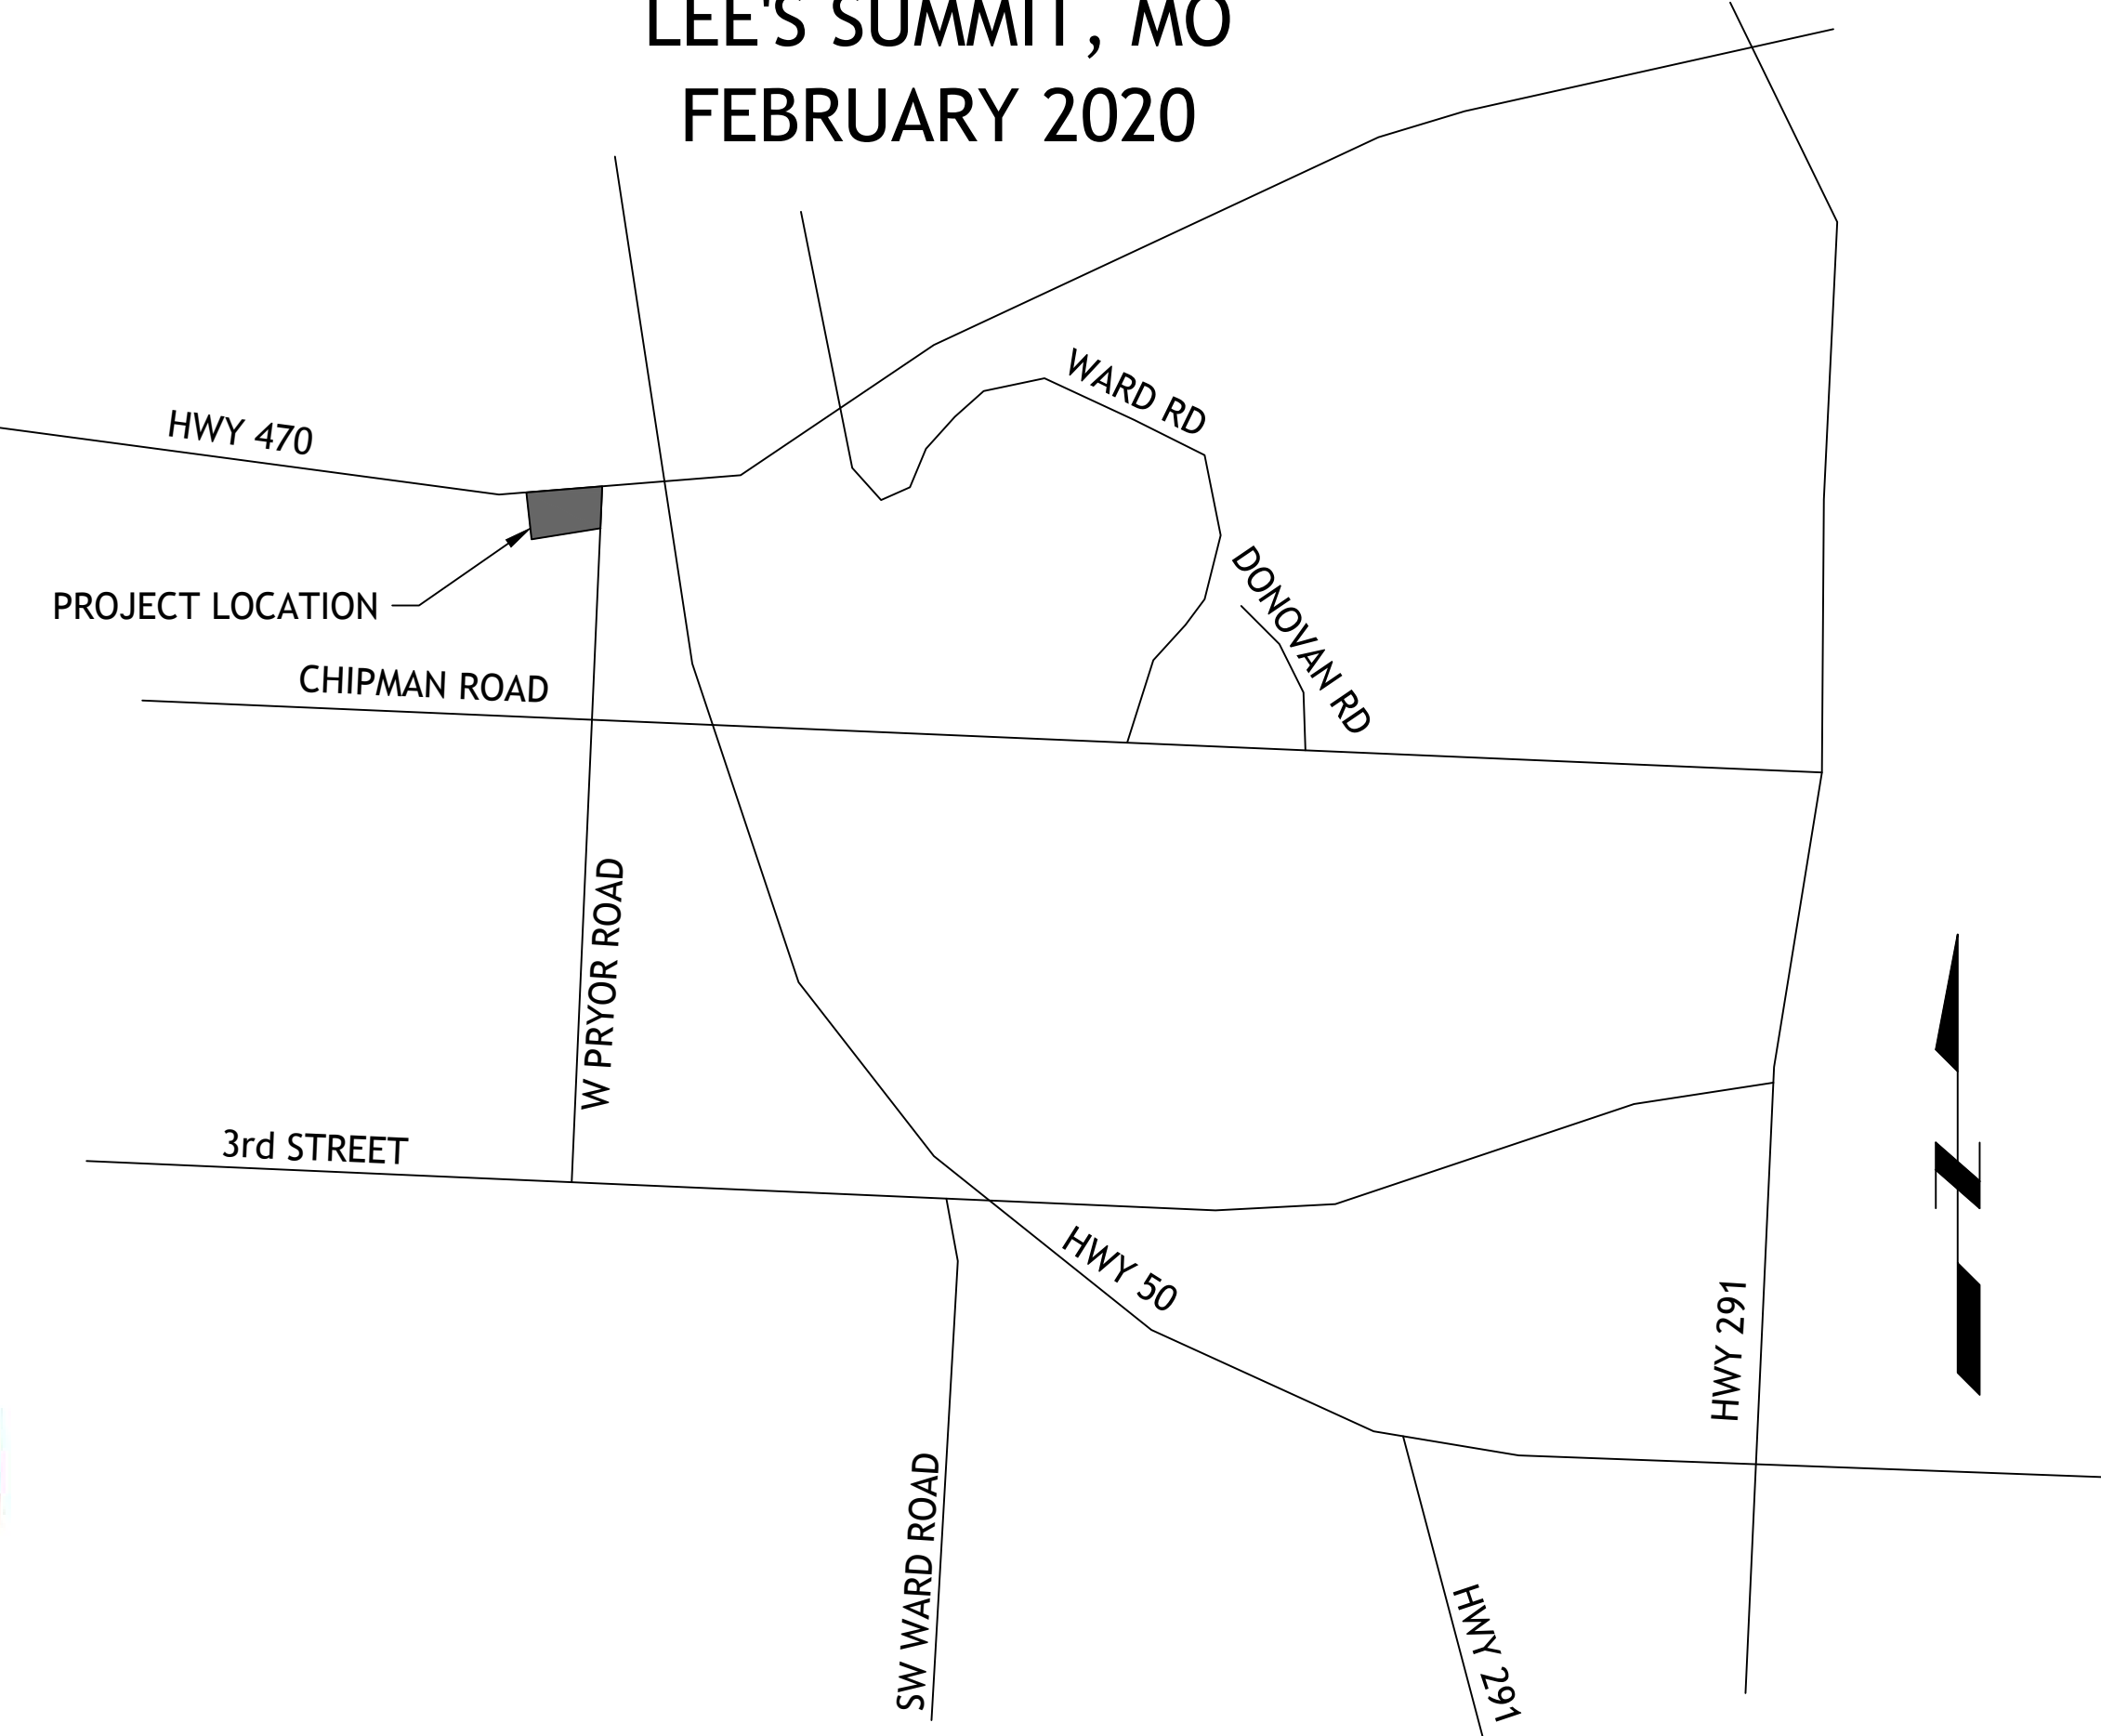 LEE'S SUMMIT, MO
FEBRUARY 2020
WARD RD
HWY 470
DONOVAN RD
PROJECT LOCATION
CHIPMAN ROAD
W PRYOR ROAD
3rd STREET
HWY 50
HWY 291
N
SW WARD ROAD
HWY 291